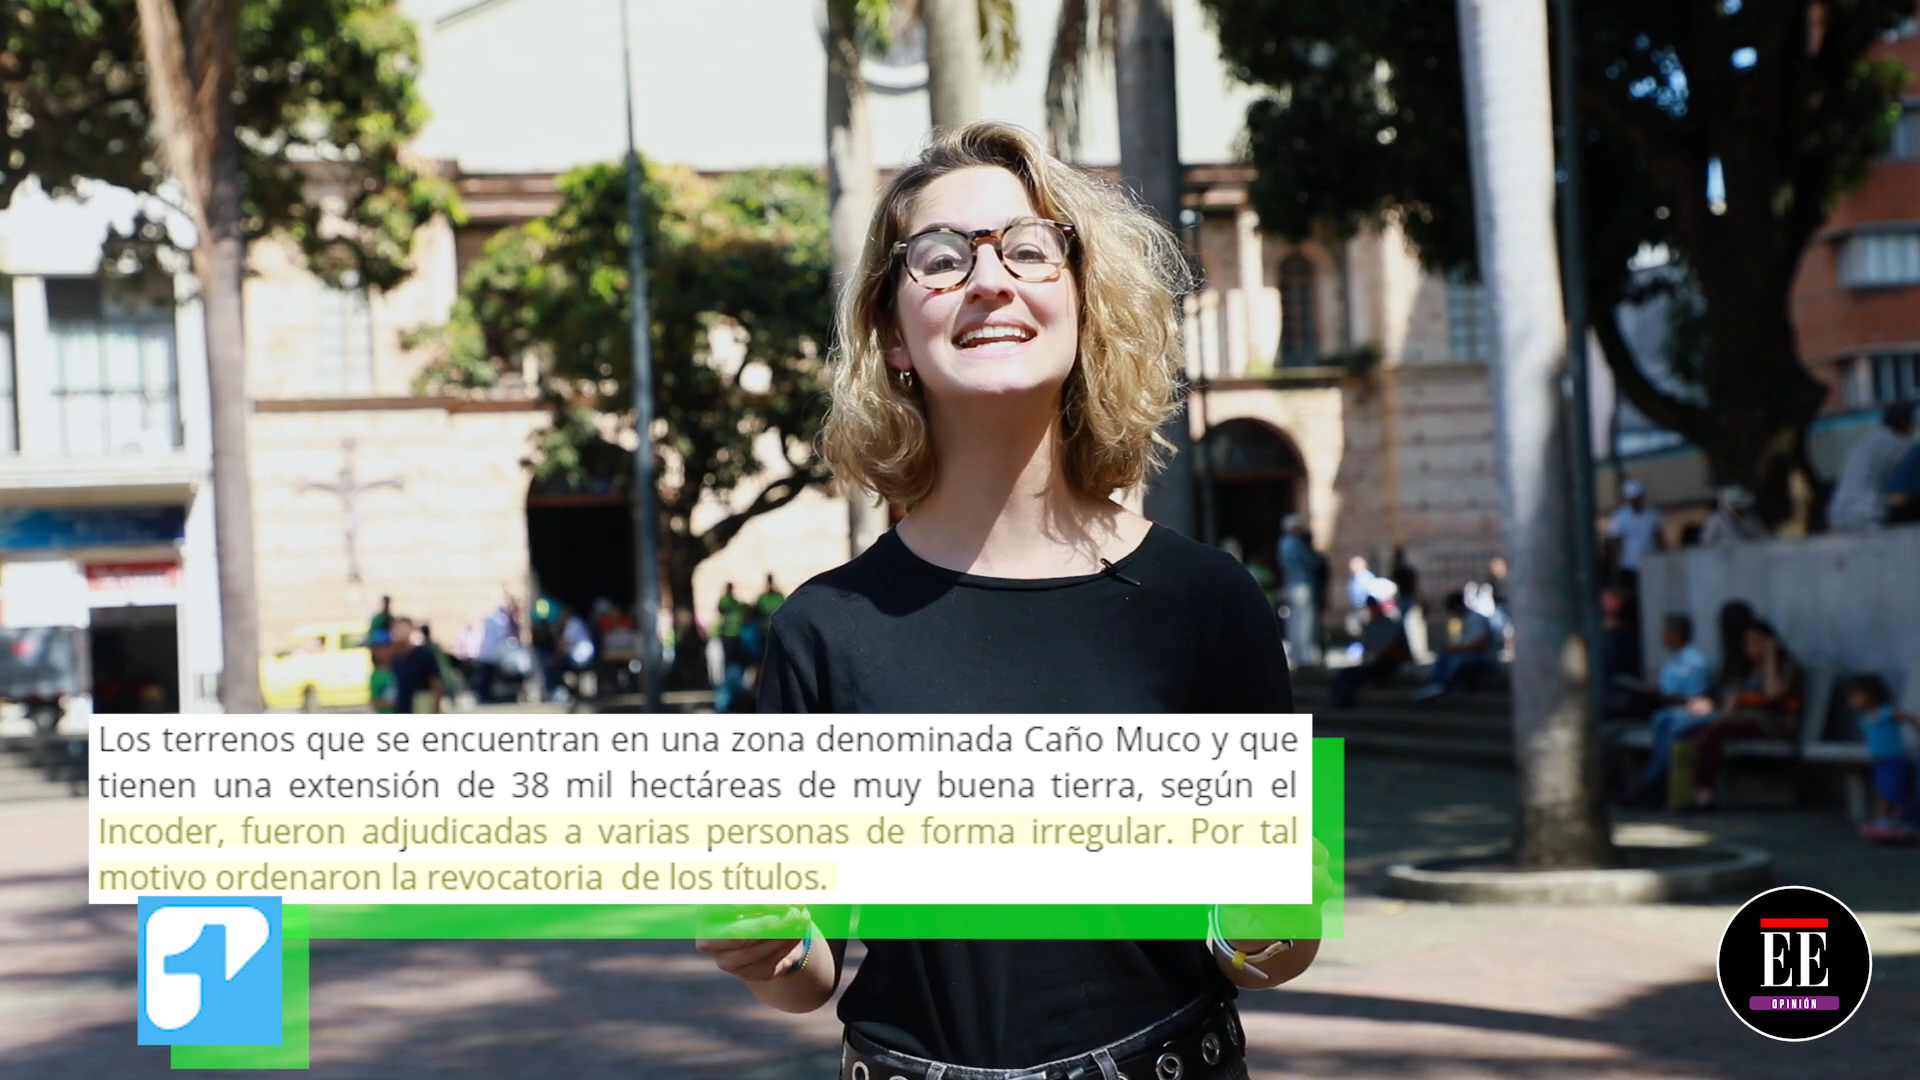 Los terrenos que se encuentran en una zona denominada Caño Muco y que
tienen una extensión de 38 mil hectáreas de muy buena tierra, según el
Incoder, fueron adjudicadas a varias personas de forma irregular. Por tal
motivo ordenaron la revocatoria de los títulos.
1
EE
OPINIÓN